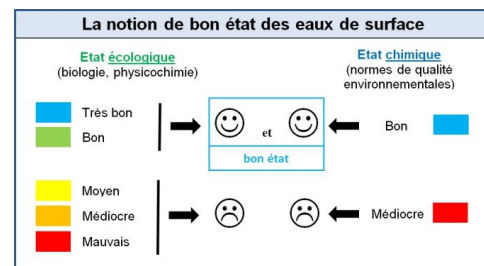 La notion de bon état des eaux de surface
Etat écologique
(biologie, physicochimie)
Etat chimique
(normes de qualité
environnementales)
Très bon
Bon
et
Bon
bon état
Moyen
Médiocre
Mauvais
Médiocre